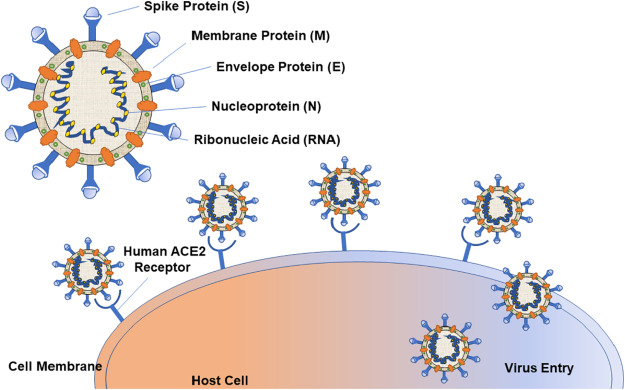 Spike Protein (S)
Membrane Protein (M)
Envelope Protein (E)
Nucleoprotein (N)
Ribonucleic Acid (RNA)
Human ACE2
Receptor
Cell Membrane
Host Cell
Virus Entry